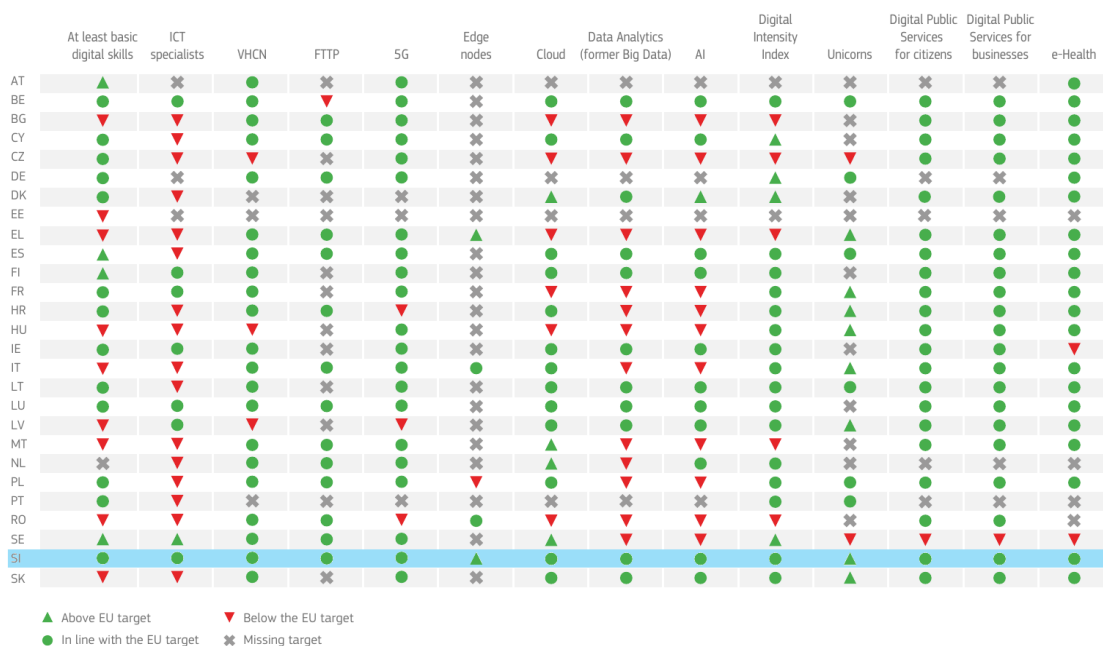 Digital Digital Public Digital Public
At least basic ICT Edge Data Analytics Intensity Services Services for
digital skills specialists VHCN FTTP 5G nodes Cloud (former Big Data) AI Index Unicorns for citizens businesses e-Health
AT
BE
BG
CY
CZ
DE
DK
EE
EL
ES
FI
FR
HR
HU
IE
IT
LT
LU
LV
MT
NL
PL
PT
RO
SE
SI
SK
Above EU target Below the EU target
In line with the EU target Missing target